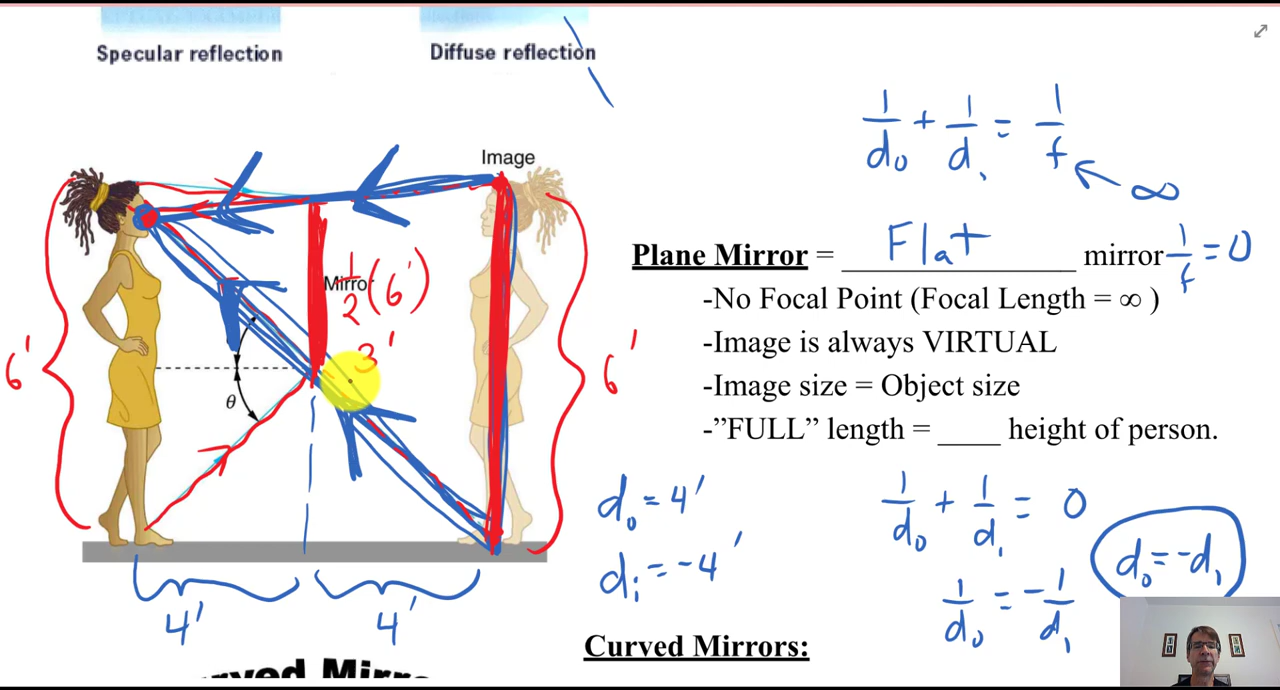 Specular reflection
Diffuse reflection
Image
Mirror
1/2 (6')
3'
6'
6'
θ
4'
4'
1/d₀ + 1/dᵢ = 1/f
∞
Plane Mirror = Flat mirror
1/f = 0
-No Focal Point (Focal Length = ∞ )
-Image is always VIRTUAL
-Image size = Object size
-”FULL” length = ____ height of person.
d₀ = 4'
dᵢ = -4'
1/d₀ + 1/dᵢ = 0
1/d₀ = -1/dᵢ
d₀ = -dᵢ
Curved Mirrors: